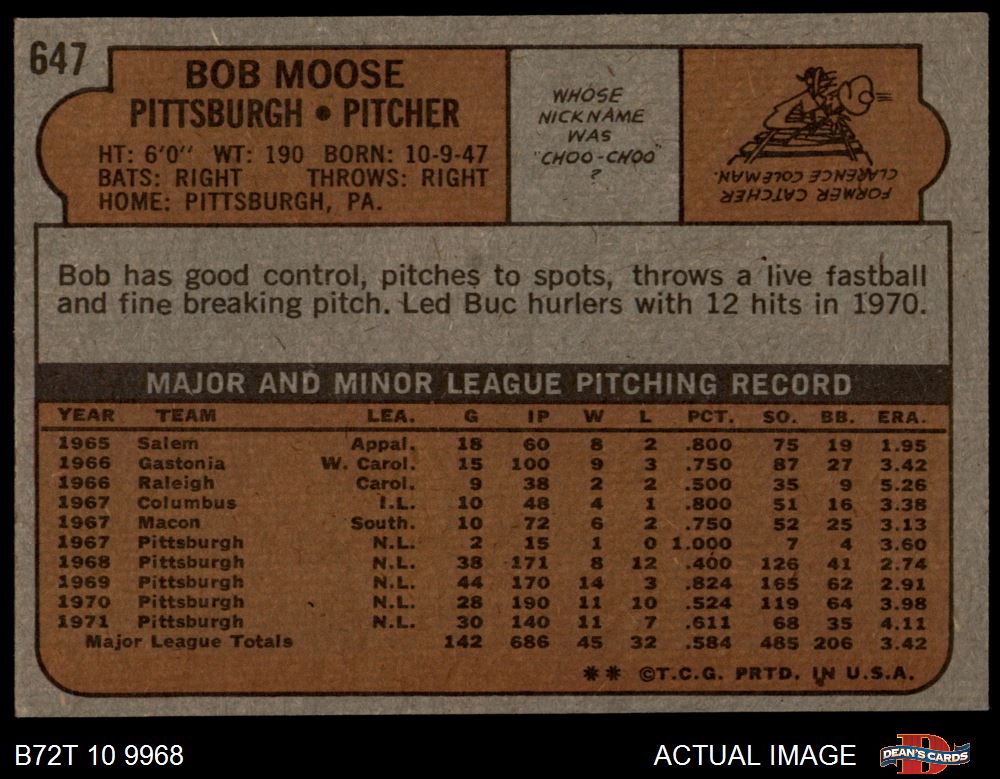 647
BOB MOOSE
PITTSBURGH • PITCHER
HT: 6'0" WT: 190 BORN: 10-9-47
BATS: RIGHT THROWS: RIGHT
HOME: PITTSBURGH, PA.
WHOSE
NICKNAME
WAS
"CHOO-CHOO"
?
FORMER CATCHER
CLARENCE COLEMAN.
Bob has good control, pitches to spots, throws a live fastball
and fine breaking pitch. Led Buc hurlers with 12 hits in 1970.
MAJOR AND MINOR LEAGUE PITCHING RECORD
YEAR TEAM LEA. G IP W L PCT. SO. BB. ERA.
1965 Salem Appal. 18 60 8 2 .800 75 19 1.95
1966 Gastonia W. Carol. 15 100 9 3 .750 87 27 3.42
1966 Raleigh Carol. 9 38 2 2 .500 35 9 5.26
1967 Columbus I.L. 10 48 4 1 .800 51 16 3.38
1967 Macon South. 10 72 6 2 .750 52 25 3.13
1967 Pittsburgh N.L. 2 15 1 0 1.000 7 4 3.60
1968 Pittsburgh N.L. 38 171 8 12 .400 126 41 2.74
1969 Pittsburgh N.L. 44 170 14 3 .824 165 62 2.91
1970 Pittsburgh N.L. 28 190 11 10 .524 119 64 3.98
1971 Pittsburgh N.L. 30 140 11 7 .611 68 35 4.11
Major League Totals 142 686 45 32 .584 485 206 3.42
** ©T.C.G. PRTD. IN U.S.A.
B72T 10 9968
ACTUAL IMAGE
DEAN'S CARDS